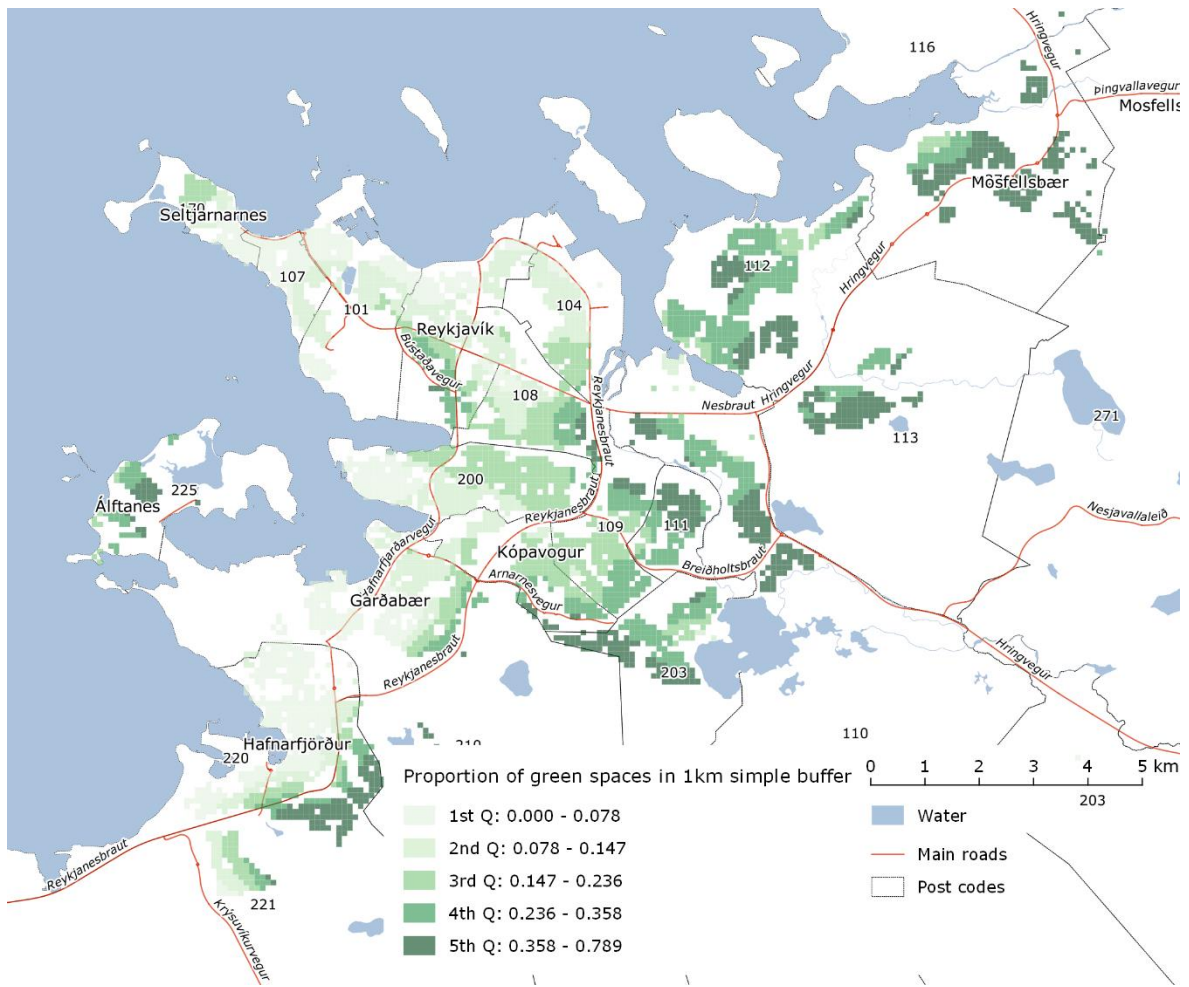 116
Hringvegur
Þingvallavegur
Mosfells
Mosfellsbær
Seltjarnarnes
107
101
104
112
Reykjavík
Bústaðavegur
Hringvegur
108
Reykjanesbraut
Nesbraut
Hringvegur
271
113
200
225
Álftanes
Reykjanesbraut
109
111
Nesjavallaleið
Kópavogur
Hafnarfjarðarvegur
Breiðholtsbraut
Arnarnesvegur
Garðabær
Reykjanesbraut
203
Hringvegur
Hafnarfjörður
220
110
Proportion of green spaces in 1km simple buffer
1st Q: 0.000 - 0.078
2nd Q: 0.078 - 0.147
3rd Q: 0.147 - 0.236
4th Q: 0.236 - 0.358
5th Q: 0.358 - 0.789
0 1 2 3 4 5 km
203
Water
Main roads
Post codes
Reykjanesbraut
221
Krýsuvíkurvegur